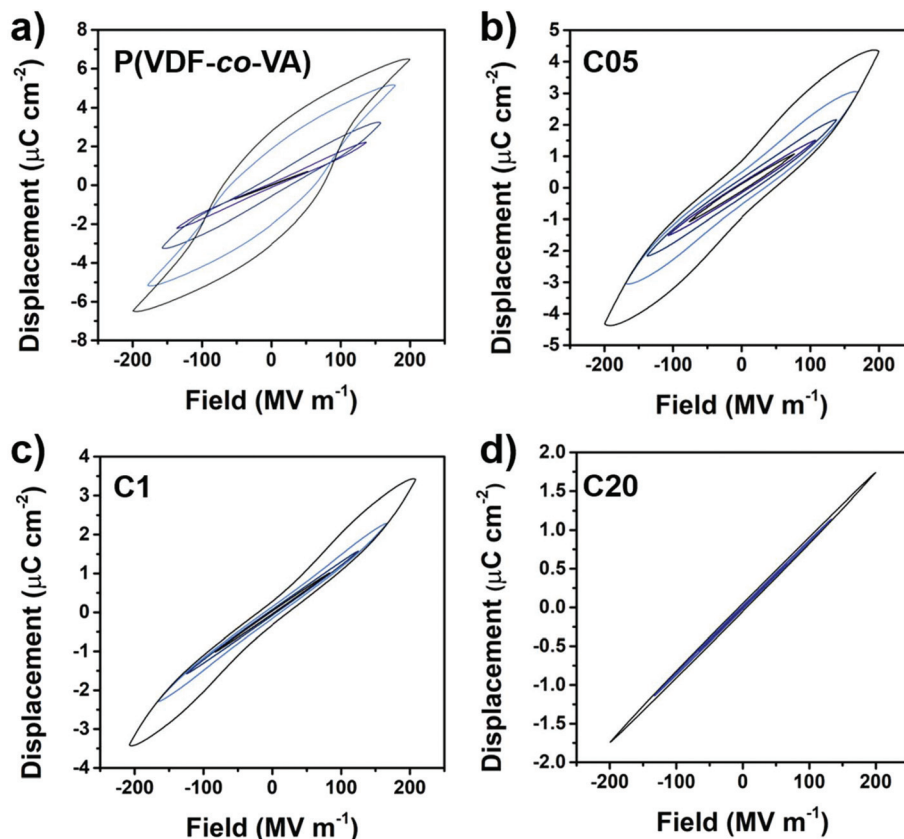 a)
P(VDF-co-VA)
Displacement (μC cm⁻²)
8
6
4
2
0
-2
-4
-6
-8
-200 -100 0 100 200
Field (MV m⁻¹)
b)
C05
Displacement (μC cm⁻²)
5
4
3
2
1
0
-1
-2
-3
-4
-5
-200 -100 0 100 200
Field (MV m⁻¹)
c)
C1
Displacement (μC cm⁻²)
4
3
2
1
0
-1
-2
-3
-4
-200 -100 0 100 200
Field (MV m⁻¹)
d)
C20
Displacement (μC cm⁻²)
2.0
1.5
1.0
0.5
0.0
-0.5
-1.0
-1.5
-2.0
-200 -100 0 100 200
Field (MV m⁻¹)